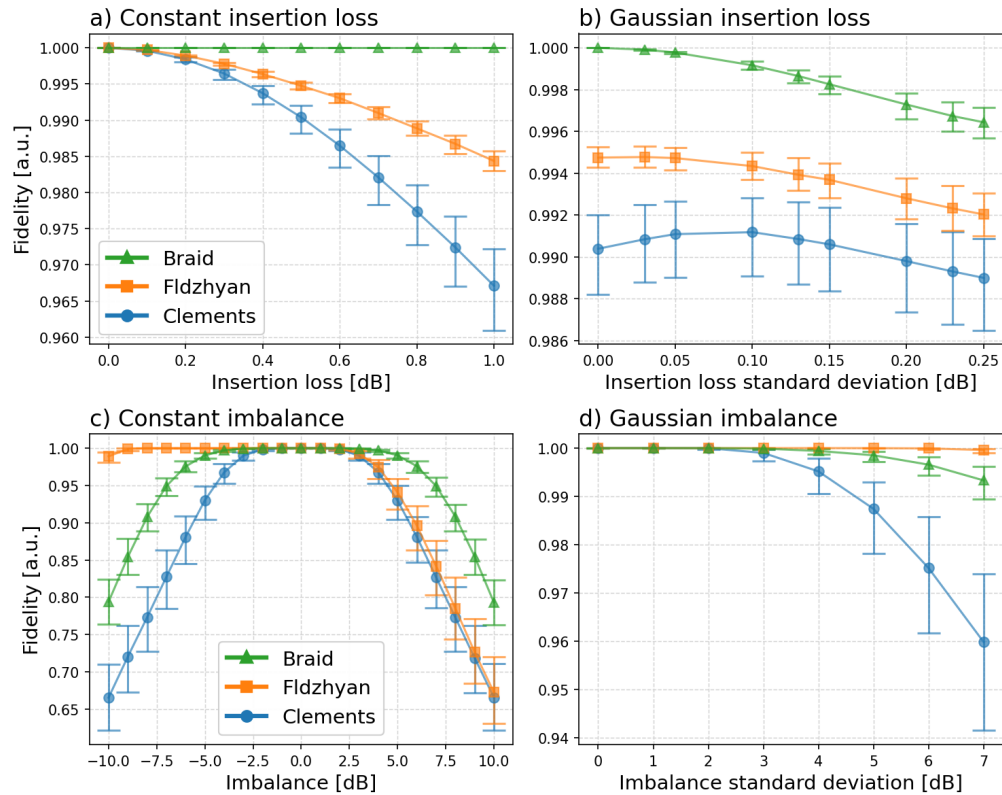 a) Constant insertion loss
1.000
0.995
0.990
0.985
0.980
0.975
0.970
0.965
0.960
Fidelity [a.u.]
Braid
Fldzhyan
Clements
0.0 0.2 0.4 0.6 0.8 1.0
Insertion loss [dB]
b) Gaussian insertion loss
1.000
0.998
0.996
0.994
0.992
0.990
0.988
0.986
0.00 0.05 0.10 0.15 0.20 0.25
Insertion loss standard deviation [dB]
c) Constant imbalance
1.00
0.95
0.90
0.85
0.80
0.75
0.70
0.65
Fidelity [a.u.]
Braid
Fldzhyan
Clements
−10.0 −7.5 −5.0 −2.5 0.0 2.5 5.0 7.5 10.0
Imbalance [dB]
d) Gaussian imbalance
1.00
0.99
0.98
0.97
0.96
0.95
0.94
0 1 2 3 4 5 6 7
Imbalance standard deviation [dB]